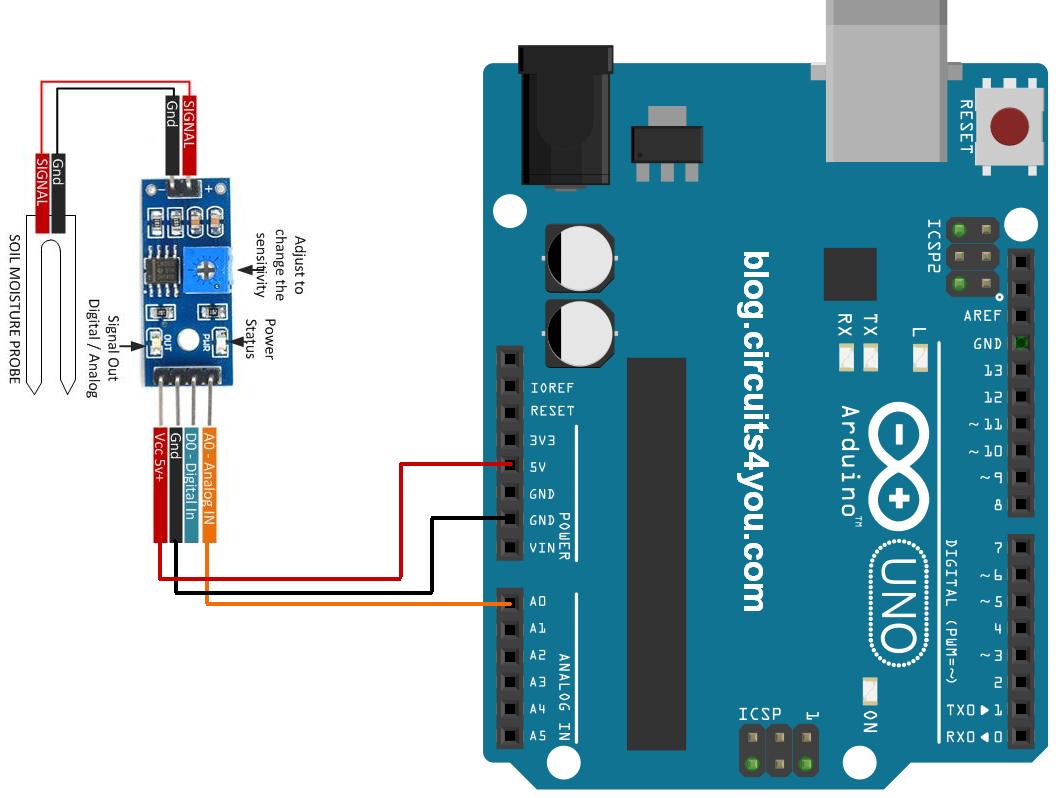 SIGNAL
Gnd
SIGNAL
Gnd
SOIL MOISTURE PROBE
- +
Adjust to
change the
sensitivity
Power
Status
Signal Out
Digital / Analog
OUT
PWR
Vcc 5v+
Gnd
D0 - Digital In
A0 - Analog IN
RESET
ICSP2
blog.circuits4you.com
IOREF
RESET
3V3
5V
GND
GND
VIN
POWER
A0
A1
A2
A3
A4
A5
ANALOG IN
RX
TX
L
Arduino™
UNO
ON
ICSP
1
AREF
GND
13
12
~11
~10
~9
8
7
~6
~5
4
~3
2
TX0▶1
RX0◀0
DIGITAL (PWM=~)